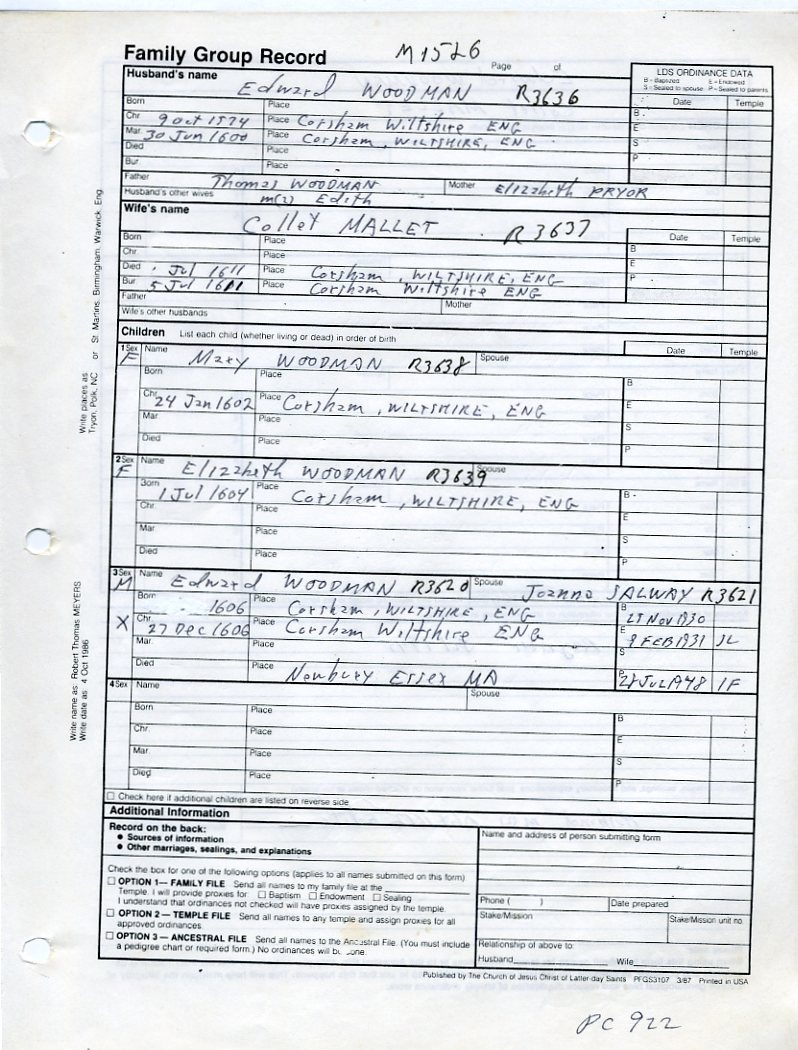 Family Group Record M1526 Page of
Husband's name Edward WOODMAN R3636
LDS ORDINANCE DATA
B - Baptized E - Endowed
S - Sealed to spouse P - Sealed to parents
Date Temple
Born Place B
Chr 9 Oct 1574 Place Corsham Wiltshire ENG E
Mar. 30 Jun 1600 Place Corsham, WILTSHIRE, ENG S
Died Place P
Bur. Place
Father Thomas WOODMAN Mother Elizabeth PRYOR
Husband's other wives m(2) Edith
Wife's name Collet MALLET R3637
Date Temple
Born Place B
Chr. Place E
Died . Jul 1611 Place Corsham, WILTSHIRE, ENG P
Bur 5 Jul 1611 Place Corsham Wiltshire ENG
Father Mother
Wife's other husbands
Children List each child (whether living or dead) in order of birth
Date Temple
1 Sex F Name Mary WOODMAN R3638 Spouse
Born Place B
Chr. 24 Jan 1602 Place Corsham, WILTSHIRE, ENG E
Mar Place S
Died Place P
2 Sex F Name Elizabeth WOODMAN R3639 Spouse
Born 1 Jul 1604 Place Corsham, WILTSHIRE, ENG B
Chr. Place E
Mar Place S
Died Place P
3 Sex M Name Edward WOODMAN R3620 Spouse Joanna SALWAY R3621
Born 1606 Place Corsham, WILTSHIRE, ENG B 25 Nov 1930
X Chr. 27 Dec 1606 Place Corsham Wiltshire ENG E 9 FEB 1931 SL
Mar. Place S
Died Place Newbury Essex MA P 28 Jul 1948 IF
4 Sex Name Spouse
Born Place B
Chr. Place E
Mar. Place S
Died Place P
☐ Check here if additional children are listed on reverse side.
Additional Information
Record on the back:
• Sources of information
• Other marriages, sealings, and explanations
Check the box for one of the following options (applies to all names submitted on this form)
☐ OPTION 1— FAMILY FILE Send all names to my family file at the
Temple. I will provide proxies for: ☐ Baptism ☐ Endowment ☐ Sealing
I understand that ordinances not checked will have proxies assigned by the temple.
☐ OPTION 2 — TEMPLE FILE Send all names to any temple and assign proxies for all
approved ordinances.
☐ OPTION 3 — ANCESTRAL FILE Send all names to the Ancestral File. (You must include
a pedigree chart or required form.) No ordinances will be done.
Name and address of person submitting form
Phone ( ) Date prepared
Stake/Mission Stake/Mission unit no.
Relationship of above to:
Husband Wife
Published by The Church of Jesus Christ of Latter-day Saints PFGS3107 3/87 Printed in USA
PC 922
Write places as
Tryon, Polk, NC or St. Martins, Birmingham, Warwick, Eng
Write name as: Robert Thomas MEYERS
Write date as: 4 Oct 1986